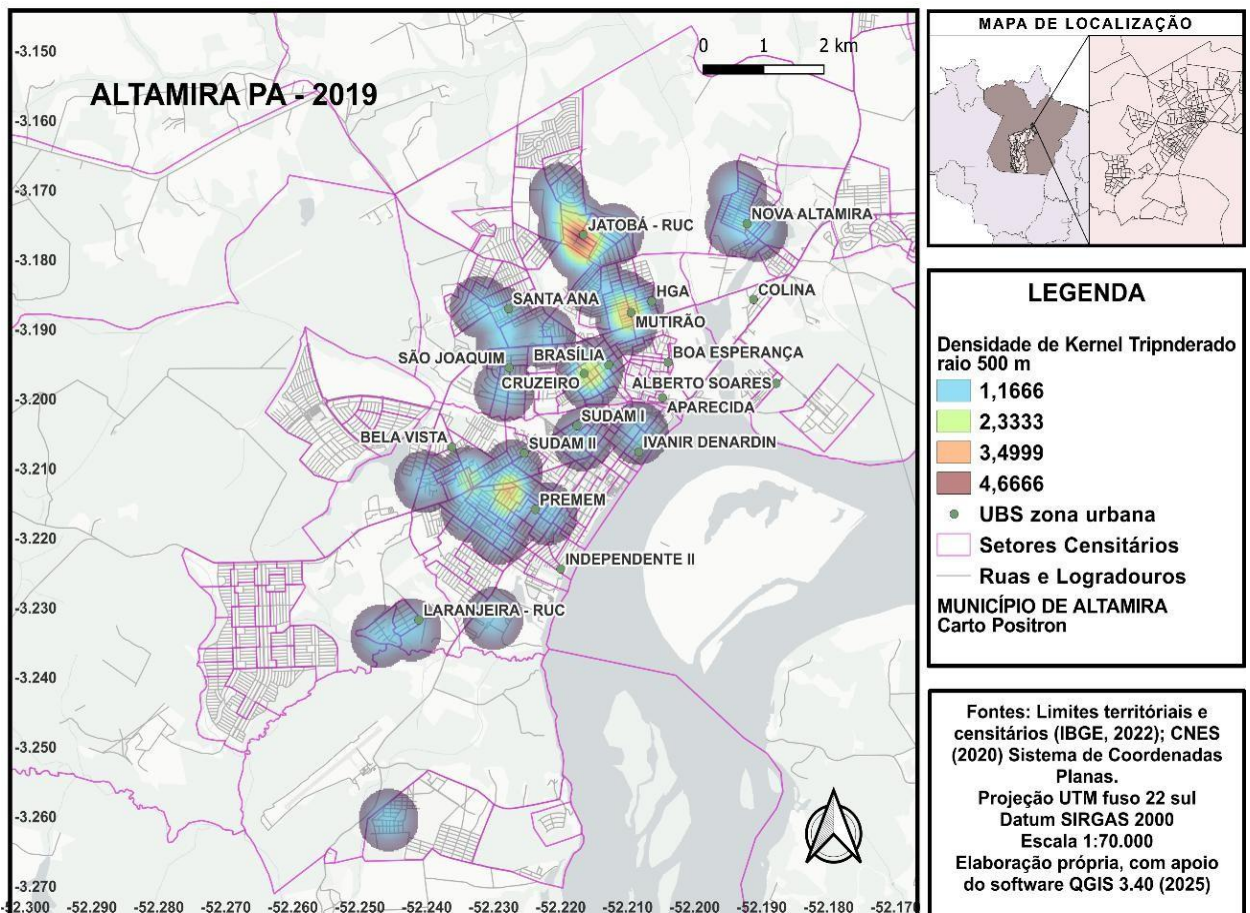 ALTAMIRA PA - 2019
0 1 2 km
-3.150
-3.160
-3.170
-3.180
-3.190
-3.200
-3.210
-3.220
-3.230
-3.240
-3.250
-3.260
-3.270
-52.300 -52.290 -52.280 -52.270 -52.260 -52.250 -52.240 -52.230 -52.220 -52.210 -52.200 -52.190 -52.180 -52.170
NOVA ALTAMIRA
JATOBÁ - RUC
HGA
COLINA
SANTA ANA
MUTIRÃO
BRASÍLIA
BOA ESPERANÇA
SÃO JOAQUIM
CRUZEIRO
ALBERTO SOARES
APARECIDA
SUDAM I
BELA VISTA
SUDAM II
IVANIR DENARDIN
PREMEM
INDEPENDENTE II
LARANJEIRA - RUC
MAPA DE LOCALIZAÇÃO
LEGENDA
Densidade de Kernel Tripnderado
raio 500 m
1,1666
2,3333
3,4999
4,6666
UBS zona urbana
Setores Censitários
Ruas e Logradouros
MUNICÍPIO DE ALTAMIRA
Carto Positron
Fontes: Limites territóriais e
censitários (IBGE, 2022); CNES
(2020) Sistema de Coordenadas
Planas.
Projeção UTM fuso 22 sul
Datum SIRGAS 2000
Escala 1:70.000
Elaboração própria, com apoio
do software QGIS 3.40 (2025)